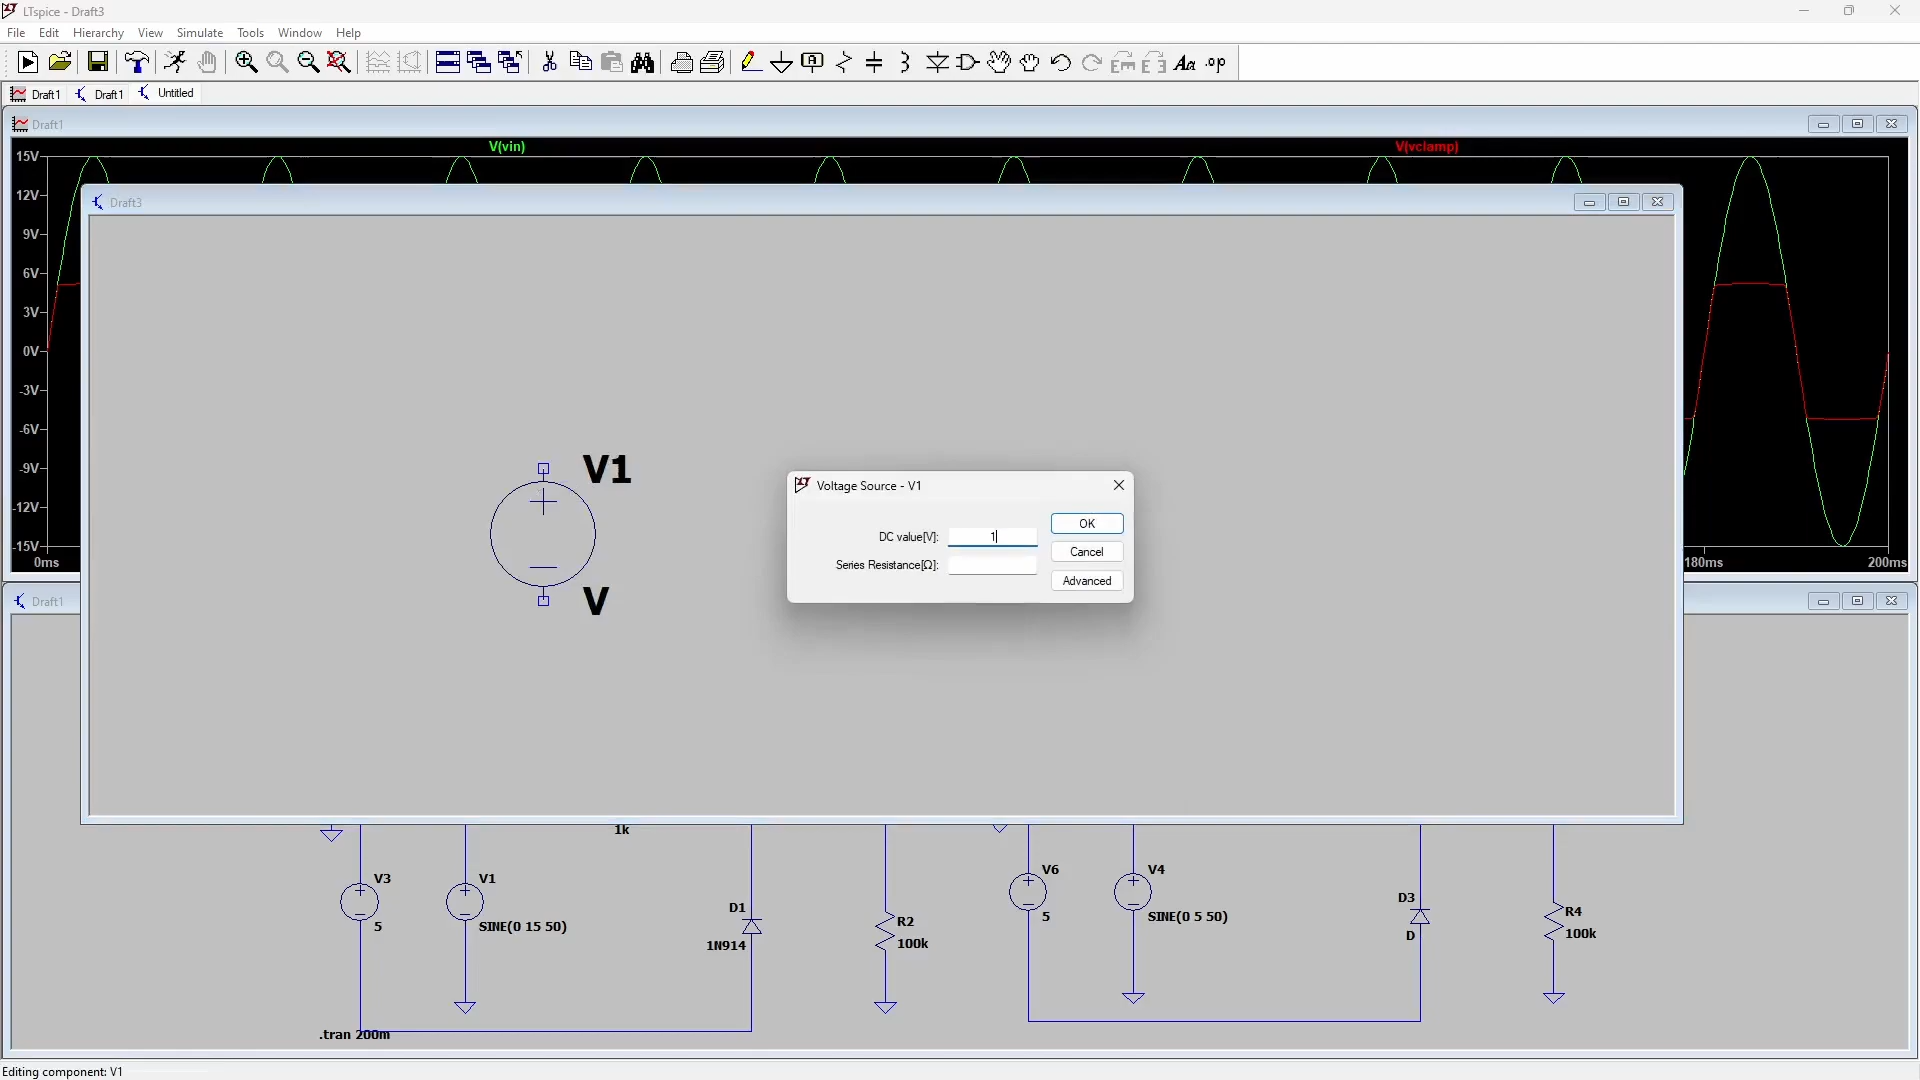 LTspice - Draft3
File Edit Hierarchy View Simulate Tools Window Help
Draft1 Draft1 Untitled
Draft1
V(vin) V(vclamp)
15V
12V
9V
6V
3V
0V
-3V
-6V
-9V
-12V
-15V
0ms 180ms 200ms
Draft3
V1
V
Voltage Source - V1
DC value[V]: 1
Series Resistance[Ω]:
OK
Cancel
Advanced
Draft1
1k
V3
5
V1
SINE(0 15 50)
D1
1N914
R2
100k
V6
5
V4
SINE(0 5 50)
D3
D
R4
100k
.tran 200m
Editing component: V1